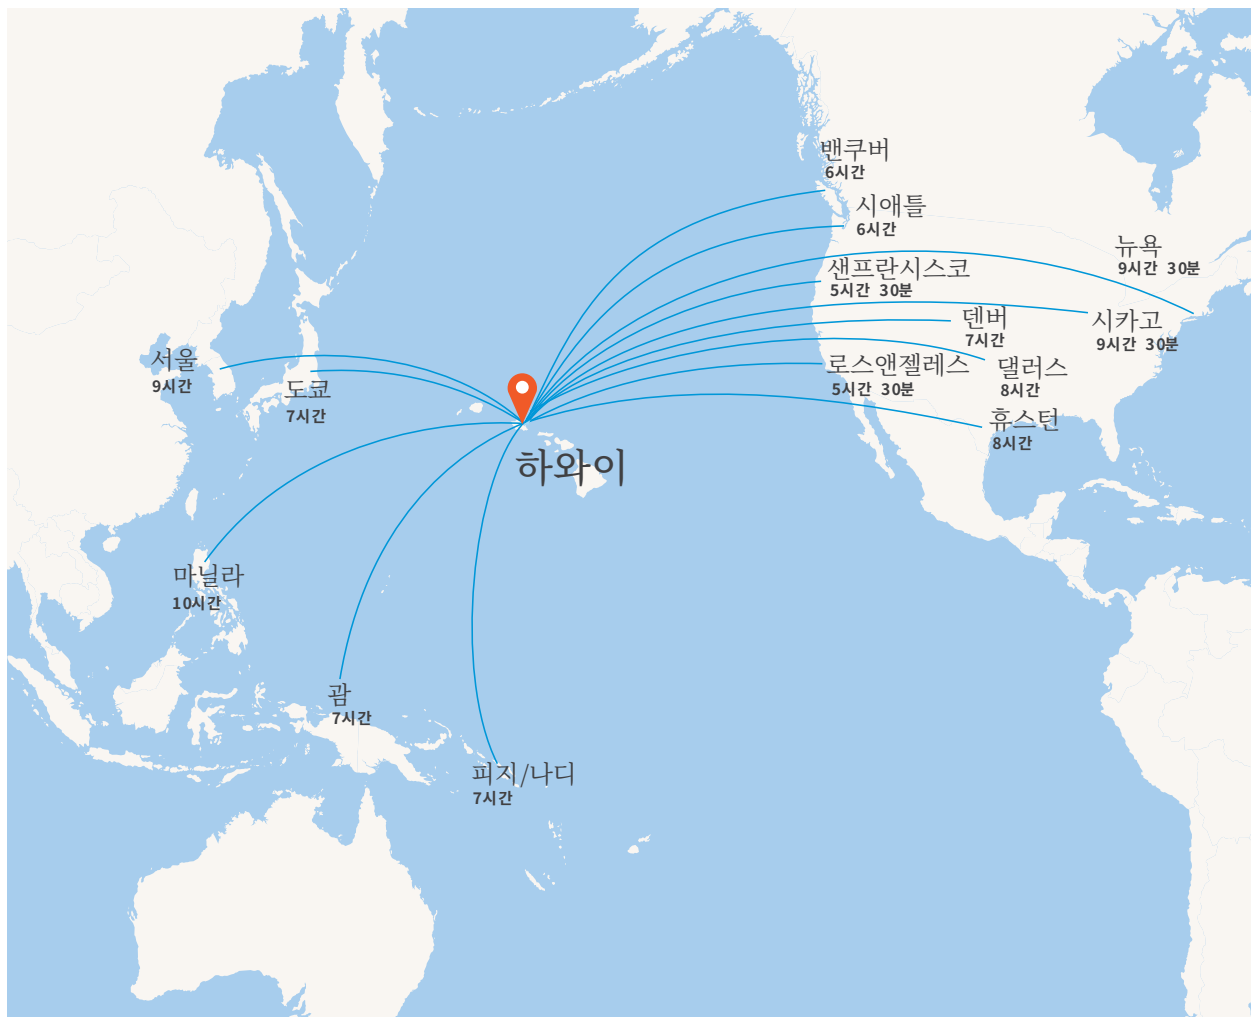 밴쿠버
6시간
시애틀
6시간
뉴욕
9시간 30분
샌프란시스코
5시간 30분
덴버
7시간
시카고
9시간 30분
서울
9시간
도쿄
7시간
로스앤젤레스
5시간 30분
댈러스
8시간
휴스턴
8시간
하와이
마닐라
10시간
괌
7시간
피지/나디
7시간